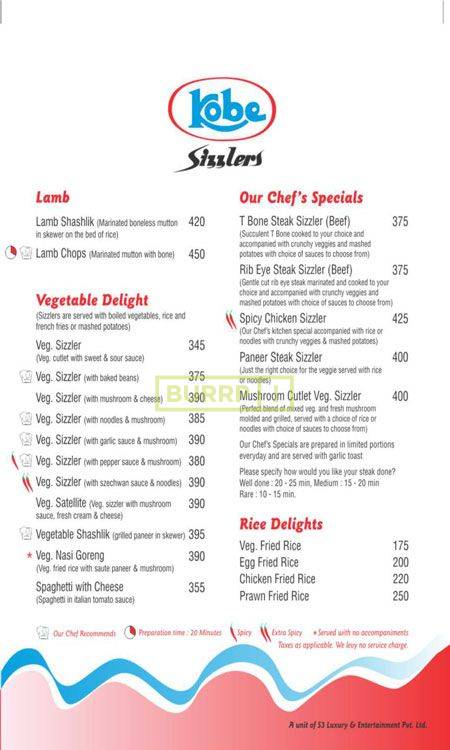 Kobe
Sizzlers
Lamb
Lamb Shashlik (Marinated boneless mutton 420
in skewer on the bed of rice)
Lamb Chops (Marinated mutton with bone) 450
Vegetable Delight
(Sizzlers are served with boiled vegetables, rice and
french fries or mashed potatoes)
Veg. Sizzler 345
(Veg. cutlet with sweet & sour sauce)
Veg. Sizzler (with baked beans) 375
Veg. Sizzler (with mushroom & cheese) 390
Veg. Sizzler (with noodles & mushroom) 385
Veg. Sizzler (with garlic sauce & mushroom) 390
Veg. Sizzler (with pepper sauce & mushroom) 380
Veg. Sizzler (with szechwan sauce & noodles) 390
Veg. Satellite (Veg. sizzler with mushroom 390
sauce, fresh cream & cheese)
Vegetable Shashlik (grilled paneer in skewer) 395
* Veg. Nasi Goreng 390
(Veg. fried rice with saute paneer & mushroom)
Spaghetti with Cheese 355
(Spaghetti in italian tomato sauce)
Our Chef's Specials
T Bone Steak Sizzler (Beef) 375
(Succulent T Bone cooked to your choice and
accompanied with crunchy veggies and mashed
potatoes with choice of sauces to choose from)
Rib Eye Steak Sizzler (Beef) 375
(Gentle cut rib eye steak marinated and cooked to your
choice and accompanied with crunchy veggies and
mashed potatoes with choice of sauces to choose from)
Spicy Chicken Sizzler 425
(Our Chef's kitchen special accompanied with rice or
noodles with crunchy veggies & mashed potatoes)
Paneer Steak Sizzler 400
(Just the right choice for the veggie served with rice
or noodles)
Mushroom Cutlet Veg. Sizzler 400
(Perfect blend of mixed veg. and fresh mushroom
molded and grilled, served with a choice of rice or
noodles with choice of sauces to choose from)
Our Chef's Specials are prepared in limited portions
everyday and are served with garlic toast
Please specify how would you like your steak done?
Well done : 20 - 25 min, Medium : 15 - 20 min
Rare : 10 - 15 min.
Rice Delights
Veg. Fried Rice 175
Egg Fried Rice 200
Chicken Fried Rice 220
Prawn Fried Rice 250
Our Chef Recommends Preparation time : 20 Minutes Spicy Extra Spicy * Served with no accompaniments
Taxes as applicable. We levy no service charge.
A unit of S3 Luxury & Entertainment Pvt. Ltd.